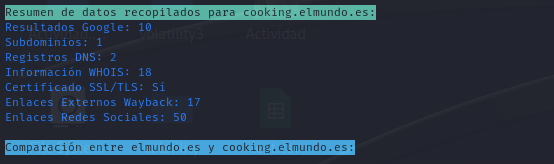 Resumen de datos recopilados para cooking.elmundo.es:
Resultados Google: 10
Subdominios: 1
Registros DNS: 2
Información WHOIS: 18
Certificado SSL/TLS: Sí
Enlaces Externos Wayback: 17
Enlaces Redes Sociales: 50
Actividad
Comparación entre elmundo.es y cooking.elmundo.es: